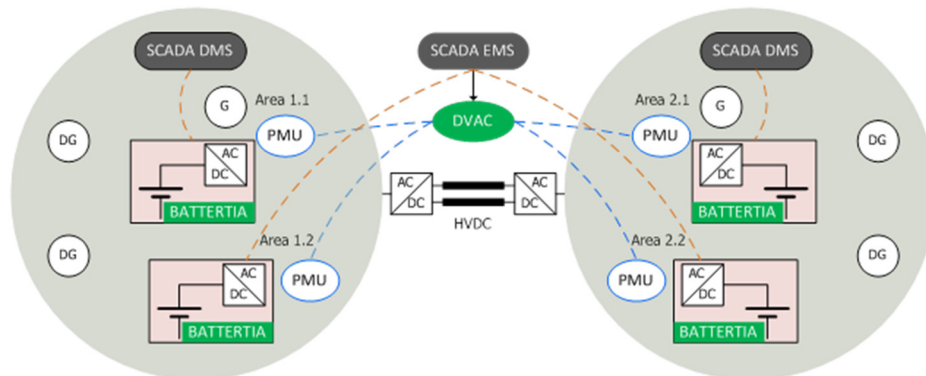 SCADA DMS
SCADA EMS
SCADA DMS
G
Area 1.1
PMU
DG
AC
DC
BATTERTIA
DVAC
Area 2.1
G
PMU
AC
DC
BATTERTIA
DG
AC
DC
HVDC
AC
DC
DG
Area 1.2
PMU
AC
DC
BATTERTIA
Area 2.2
PMU
AC
DC
BATTERTIA
DG